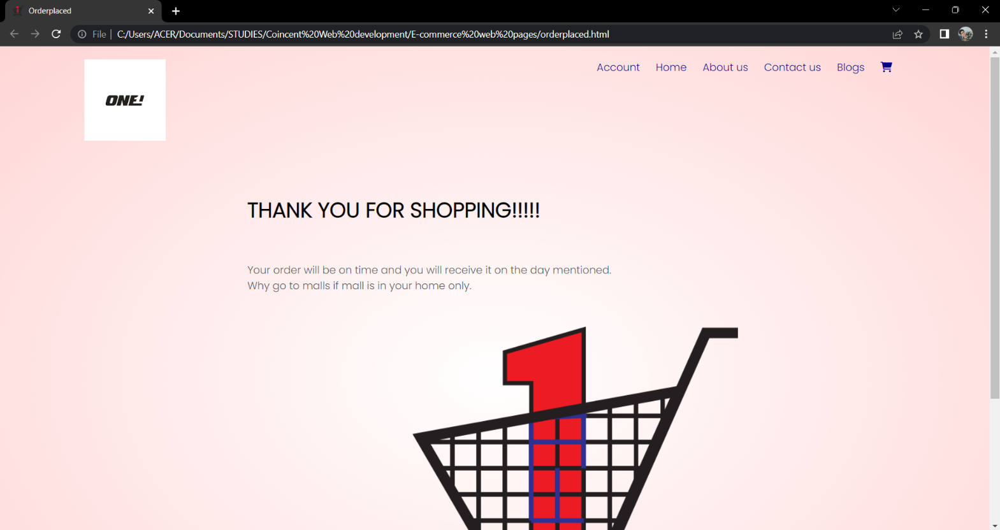 Orderplaced
File
C:/Users/ACER/Documents/STUDIES/Coincent%20Web%20development/E-commerce%20web%20pages/orderplaced.html
ONE!
Account Home About us Contact us Blogs
THANK YOU FOR SHOPPING!!!!!
Your order will be on time and you will receive it on the day mentioned.
Why go to malls if mall is in your home only.
1